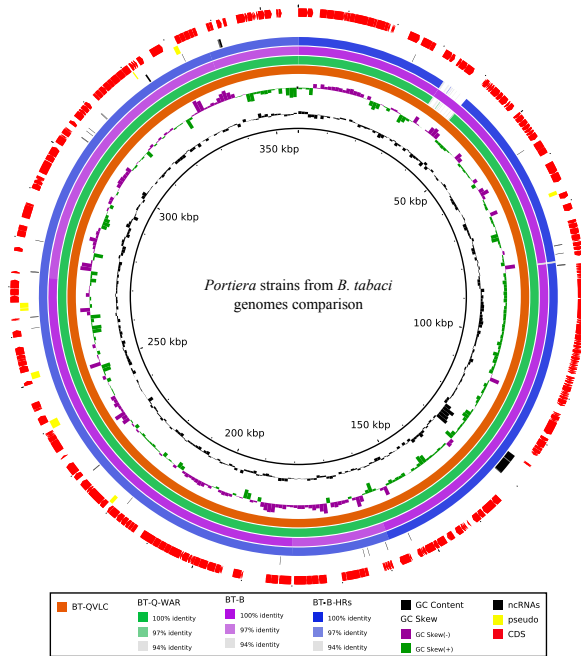 350 kbp
50 kbp
300 kbp
Portiera strains from B. tabaci
genomes comparison
100 kbp
250 kbp
150 kbp
200 kbp
BT-QVLC
BT-Q-WAR
100% identity
97% identity
94% identity
BT-B
100% identity
97% identity
94% identity
BT-B-HRs
100% identity
97% identity
94% identity
GC Content
GC Skew
GC Skew(-)
GC Skew(+)
ncRNAs
pseudo
CDS